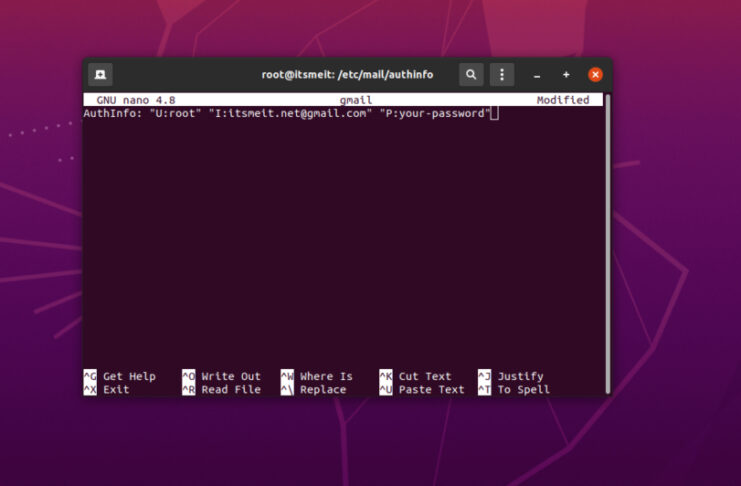 root@itsmeit: /etc/mail/authinfo
GNU nano 4.8 gmail Modified
AuthInfo: "U:root" "I:itsmeit.net@gmail.com" "P:your-password"
^G Get Help ^O Write Out ^W Where Is ^K Cut Text ^J Justify
^X Exit ^R Read File ^\ Replace ^U Paste Text ^T To Spell